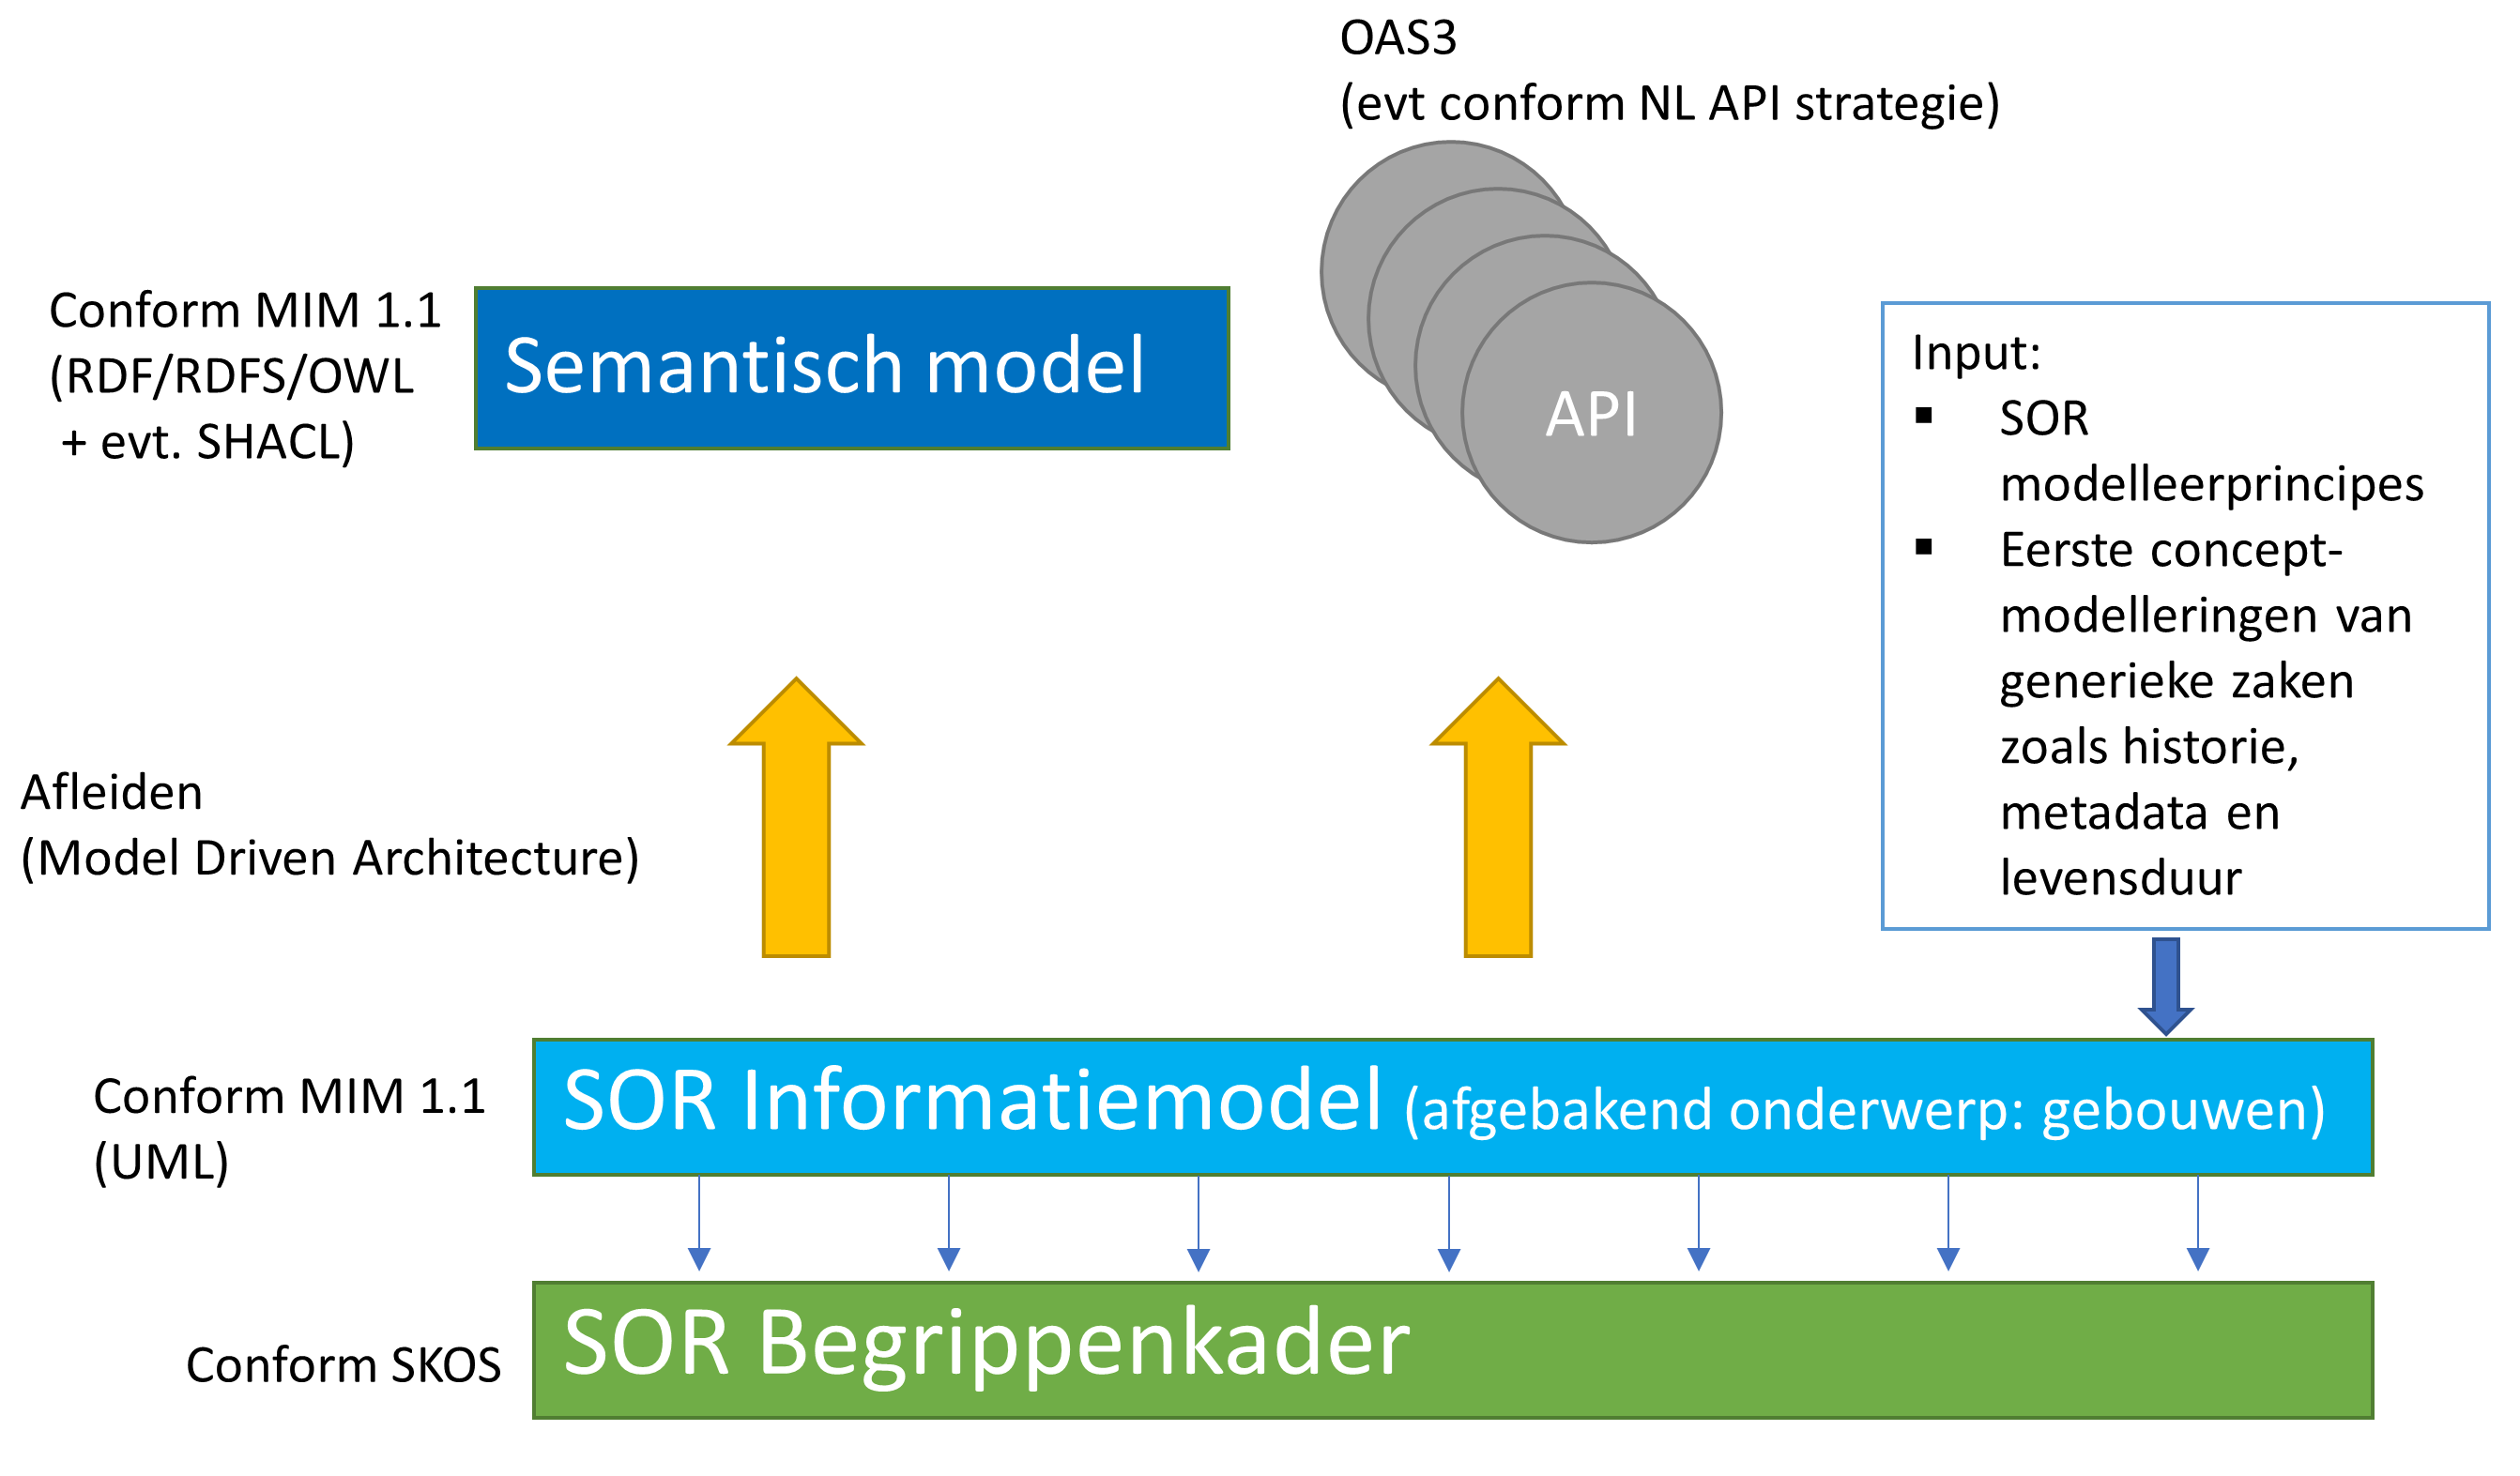 OAS3
(evt conform NL API strategie)
Conform MIM 1.1
(RDF/RDFS/OWL
+ evt. SHACL)
Semantisch model
API
Input:
▪ SOR
modelleerprincipes
▪ Eerste concept-
modelleringen van
generieke zaken
zoals historie,
metadata en
levensduur
Afleiden
(Model Driven Architecture)
Conform MIM 1.1
(UML)
SOR Informatiemodel (afgebakend onderwerp: gebouwen)
Conform SKOS
SOR Begrippenkader